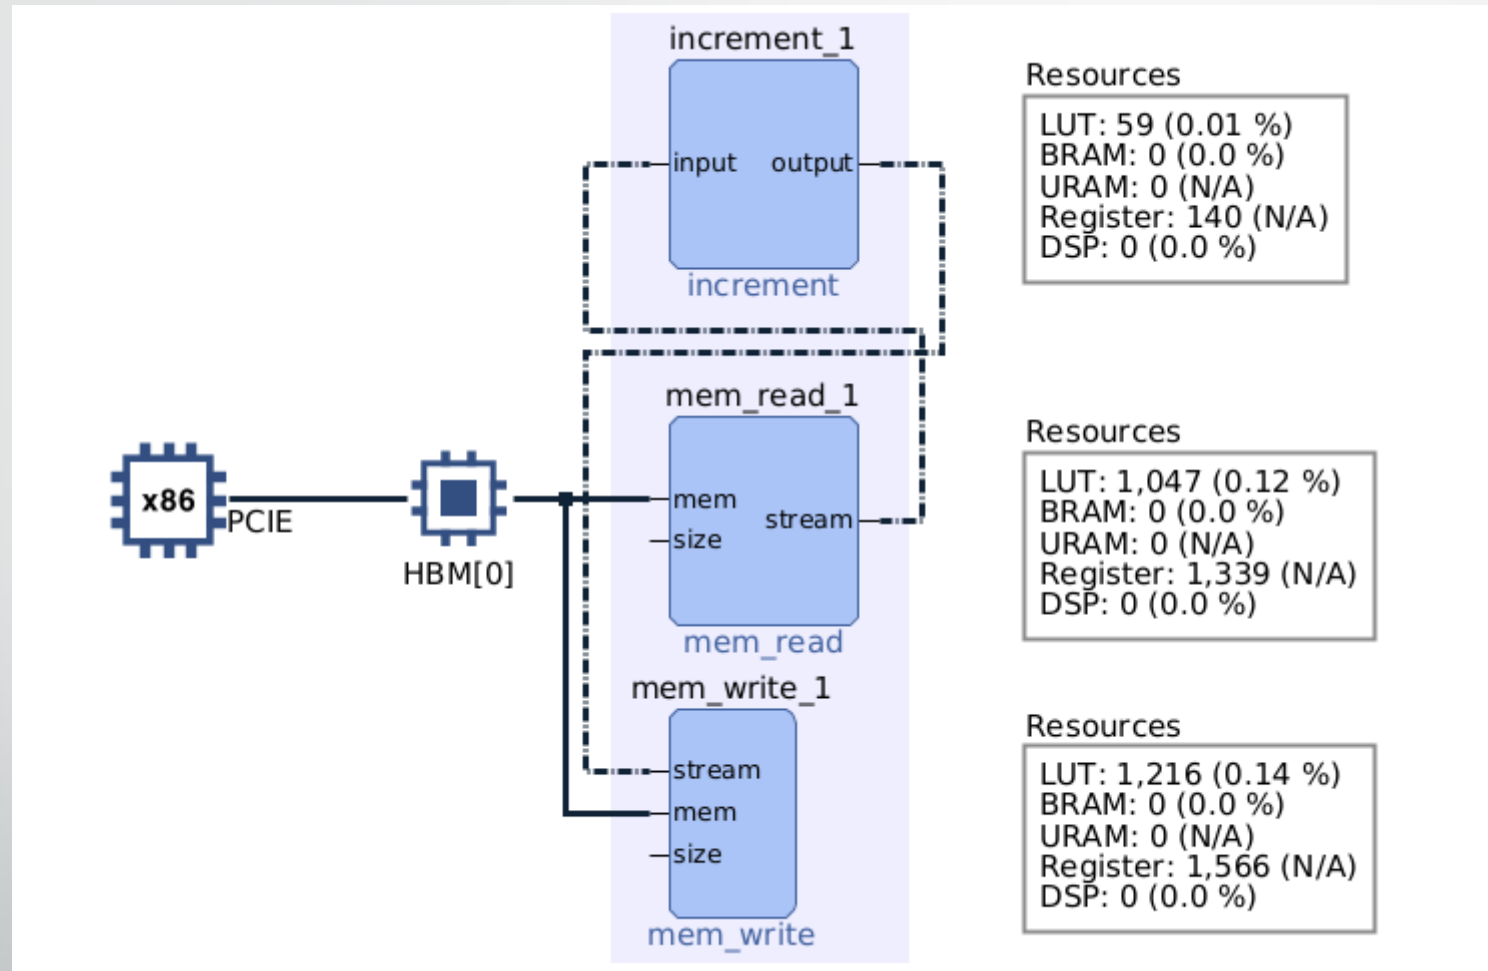 increment_1
input output
increment
Resources
LUT: 59 (0.01 %)
BRAM: 0 (0.0 %)
URAM: 0 (N/A)
Register: 140 (N/A)
DSP: 0 (0.0 %)
x86
PCIE
HBM[0]
mem_read_1
mem
stream
size
mem_read
Resources
LUT: 1,047 (0.12 %)
BRAM: 0 (0.0 %)
URAM: 0 (N/A)
Register: 1,339 (N/A)
DSP: 0 (0.0 %)
mem_write_1
stream
mem
size
mem_write
Resources
LUT: 1,216 (0.14 %)
BRAM: 0 (0.0 %)
URAM: 0 (N/A)
Register: 1,566 (N/A)
DSP: 0 (0.0 %)